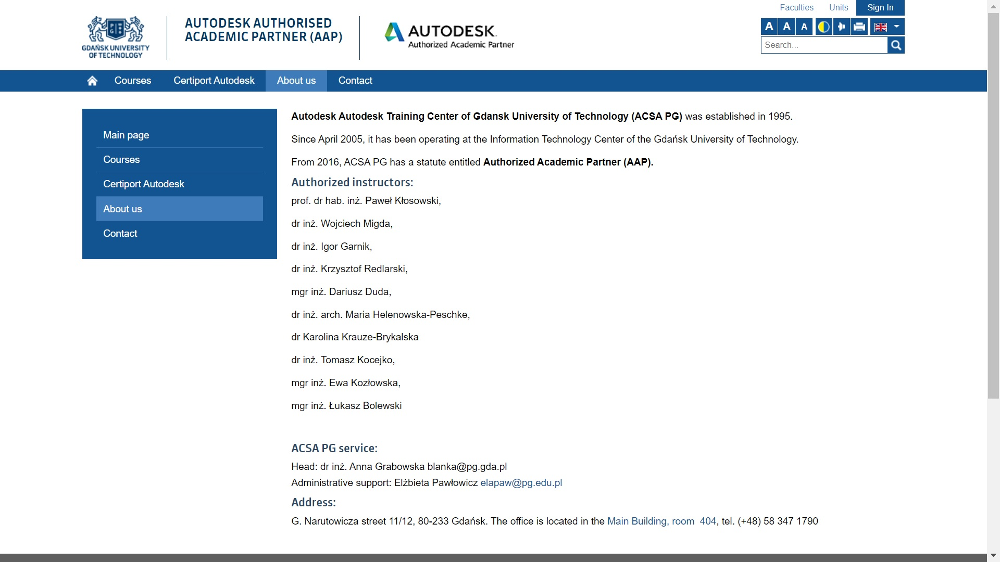 Faculties
Units
Sign In
GDAŃSK UNIVERSITY
OF TECHNOLOGY
P G
AUTODESK AUTHORISED
ACADEMIC PARTNER (AAP)
AUTODESK.
Authorized Academic Partner
A A A
Search...
Courses
Certiport Autodesk
About us
Contact
Main page
Courses
Certiport Autodesk
About us
Contact
Autodesk Autodesk Training Center of Gdansk University of Technology (ACSA PG) was established in 1995.
Since April 2005, it has been operating at the Information Technology Center of the Gdańsk University of Technology.
From 2016, ACSA PG has a statute entitled Authorized Academic Partner (AAP).
Authorized instructors:
prof. dr hab. inż. Paweł Kłosowski,
dr inż. Wojciech Migda,
dr inż. Igor Garnik,
dr inż. Krzysztof Redlarski,
mgr inż. Dariusz Duda,
dr inż. arch. Maria Helenowska-Peschke,
dr Karolina Krauze-Brykalska
dr inż. Tomasz Kocejko,
mgr inż. Ewa Kozłowska,
mgr inż. Łukasz Bolewski
ACSA PG service:
Head: dr inż. Anna Grabowska blanka@pg.gda.pl
Administrative support: Elżbieta Pawłowicz elapaw@pg.edu.pl
Address:
G. Narutowicza street 11/12, 80-233 Gdańsk. The office is located in the Main Building, room  404, tel. (+48) 58 347 1790